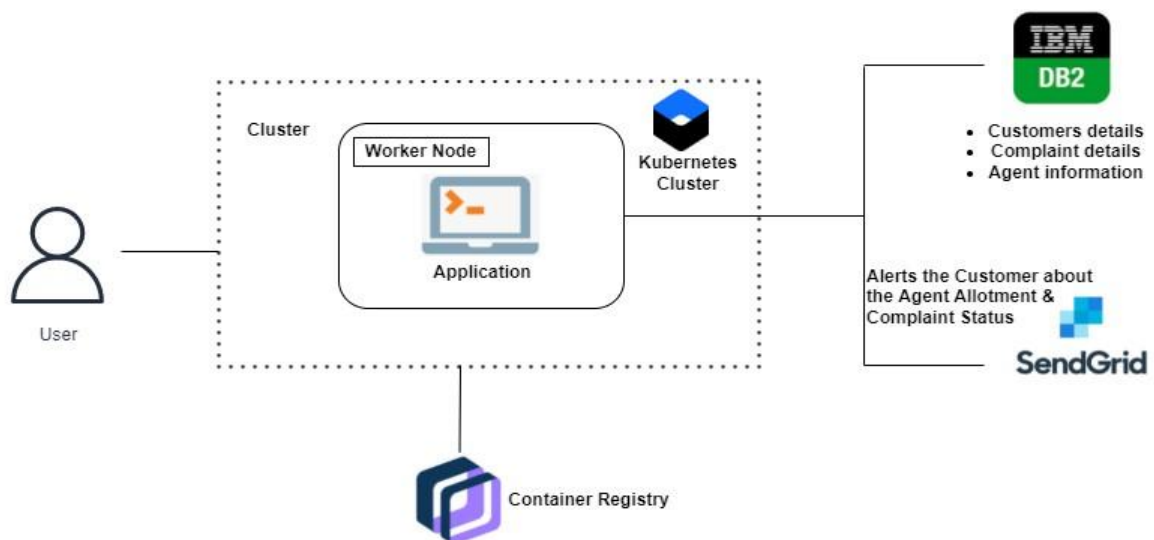 IBM
DB2
Customers details
Complaint details
Agent information
Cluster
Worker Node
Kubernetes
Cluster
Application
User
Alerts the Customer about
the Agent Allotment &
Complaint Status
SendGrid
Container Registry